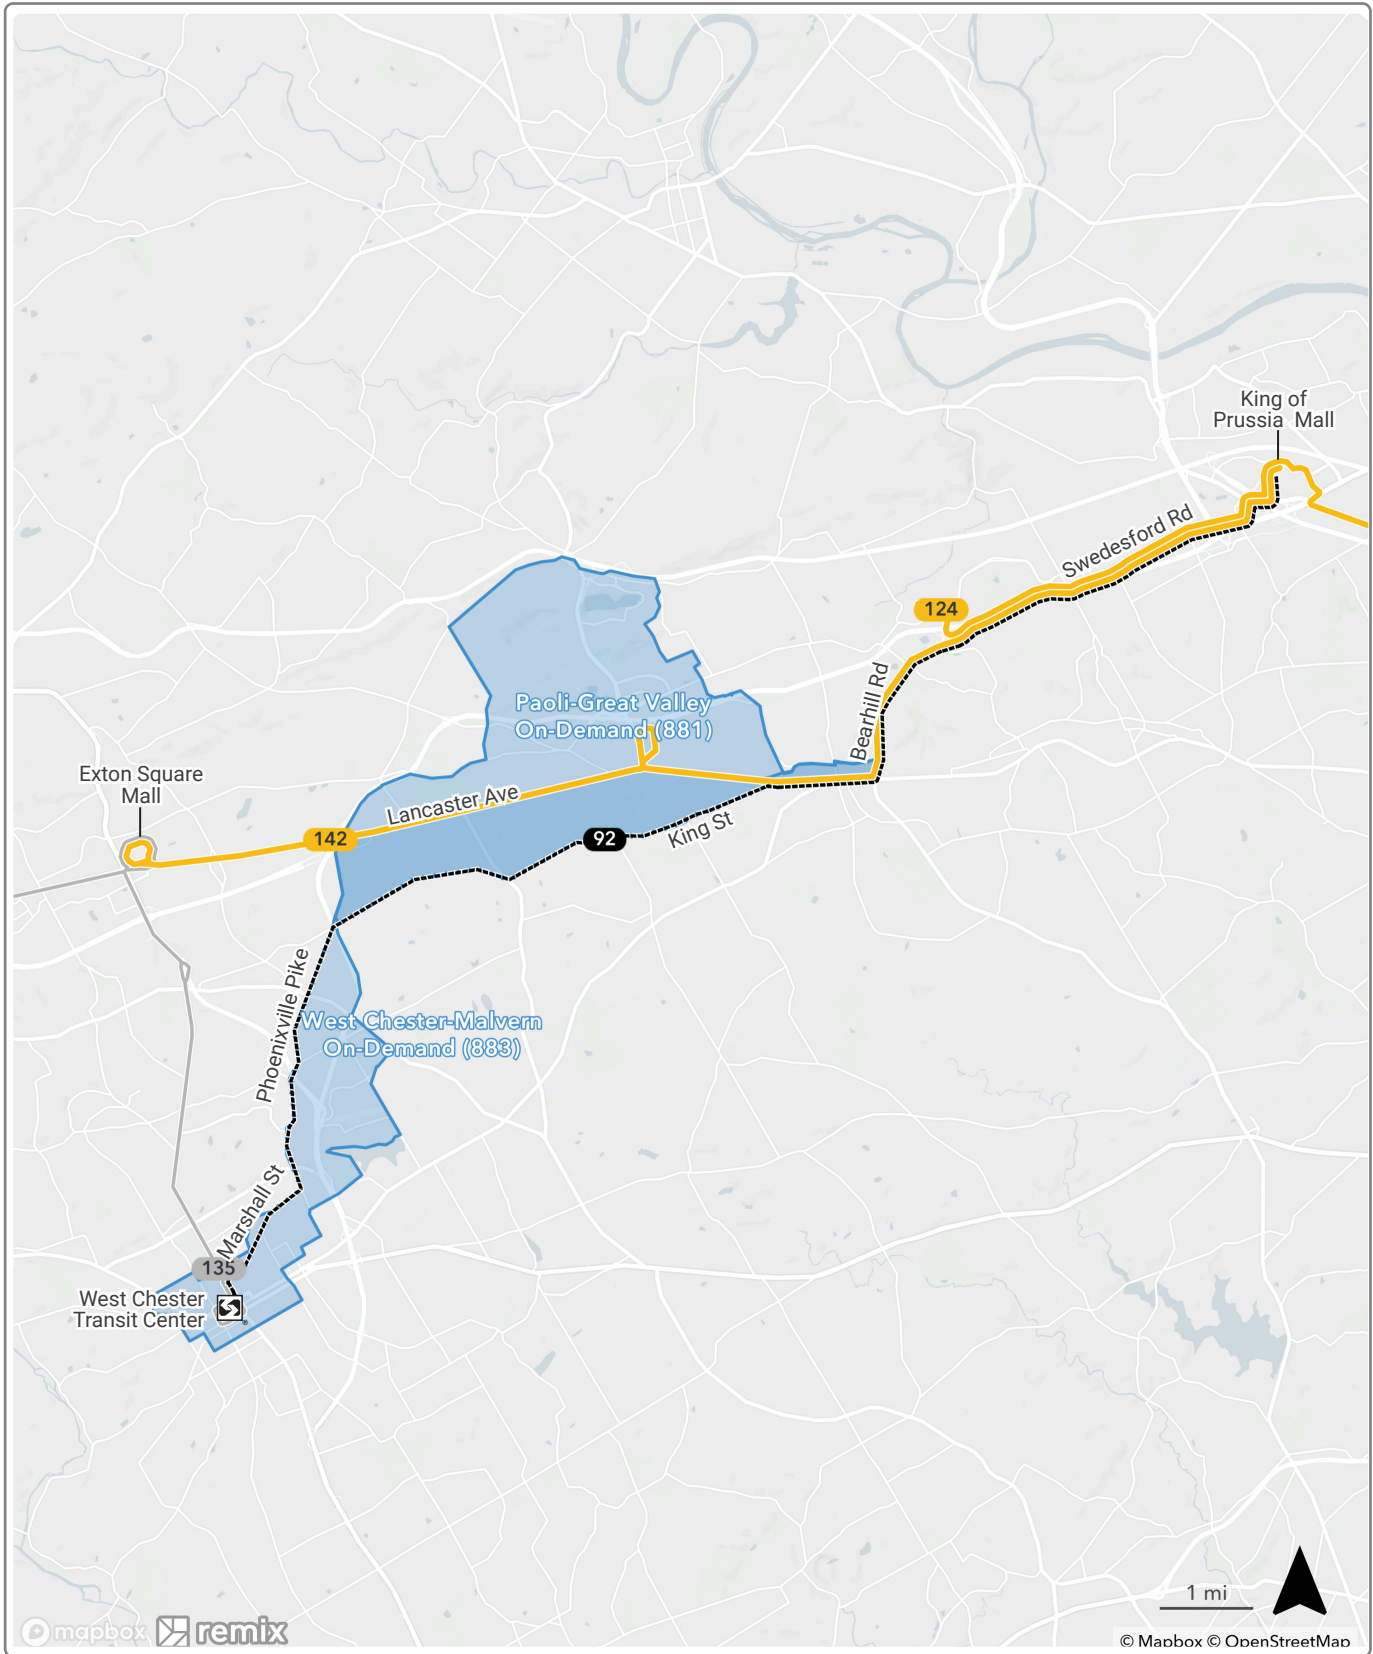 King of
Prussia Mall
Swedesford Rd
124
Bearhill Rd
Paoli-Great Valley
On-Demand (881)
Exton Square
Mall
Lancaster Ave
142
92
King St
Phoenixville Pike
West Chester-Malvern
On-Demand (883)
Marshall St
135
West Chester
Transit Center
1 mi
mapbox
remix
© Mapbox © OpenStreetMap